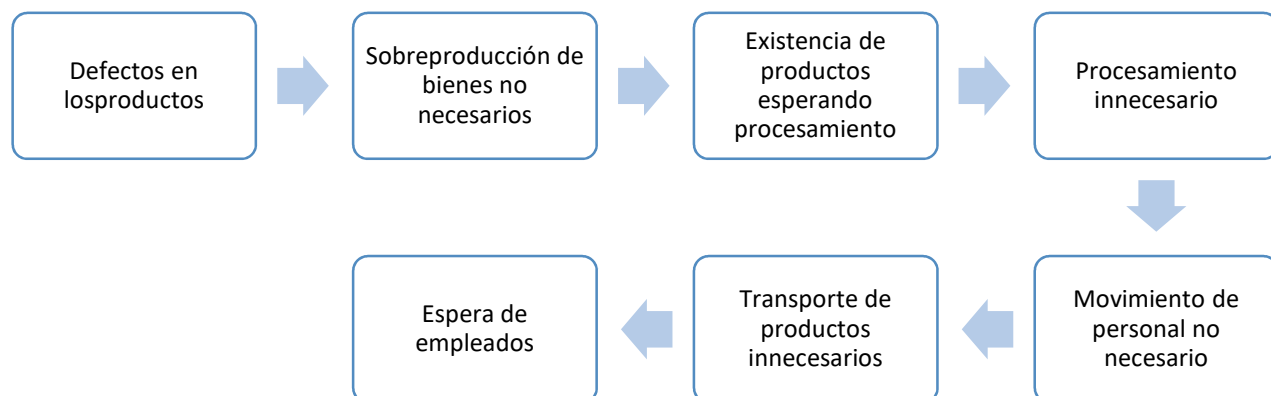 Defectos en
losproductos
Sobreproducción de
bienes no
necesarios
Existencia de
productos
esperando
procesamiento
Procesamiento
innecesario
Movimiento de
personal no
necesario
Transporte de
productos
innecesarios
Espera de
empleados